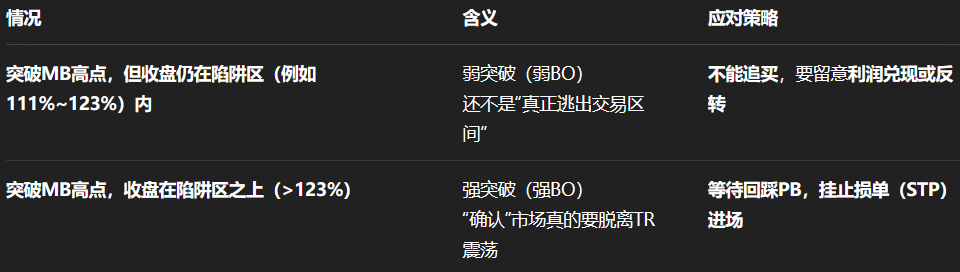 情况 含义 应对策略
突破MB高点，但收盘仍在陷阱区（例如 弱突破（弱BO） 不能追买，要留意利润兑现或反
111%~123%）内 还不是“真正逃出交易区 转
间”
突破MB高点，收盘在陷阱区之上（>123%） 强突破（强BO） 等待回踩PB，挂止损单（STP）
“确认”市场真的要脱离TR 进场
震荡